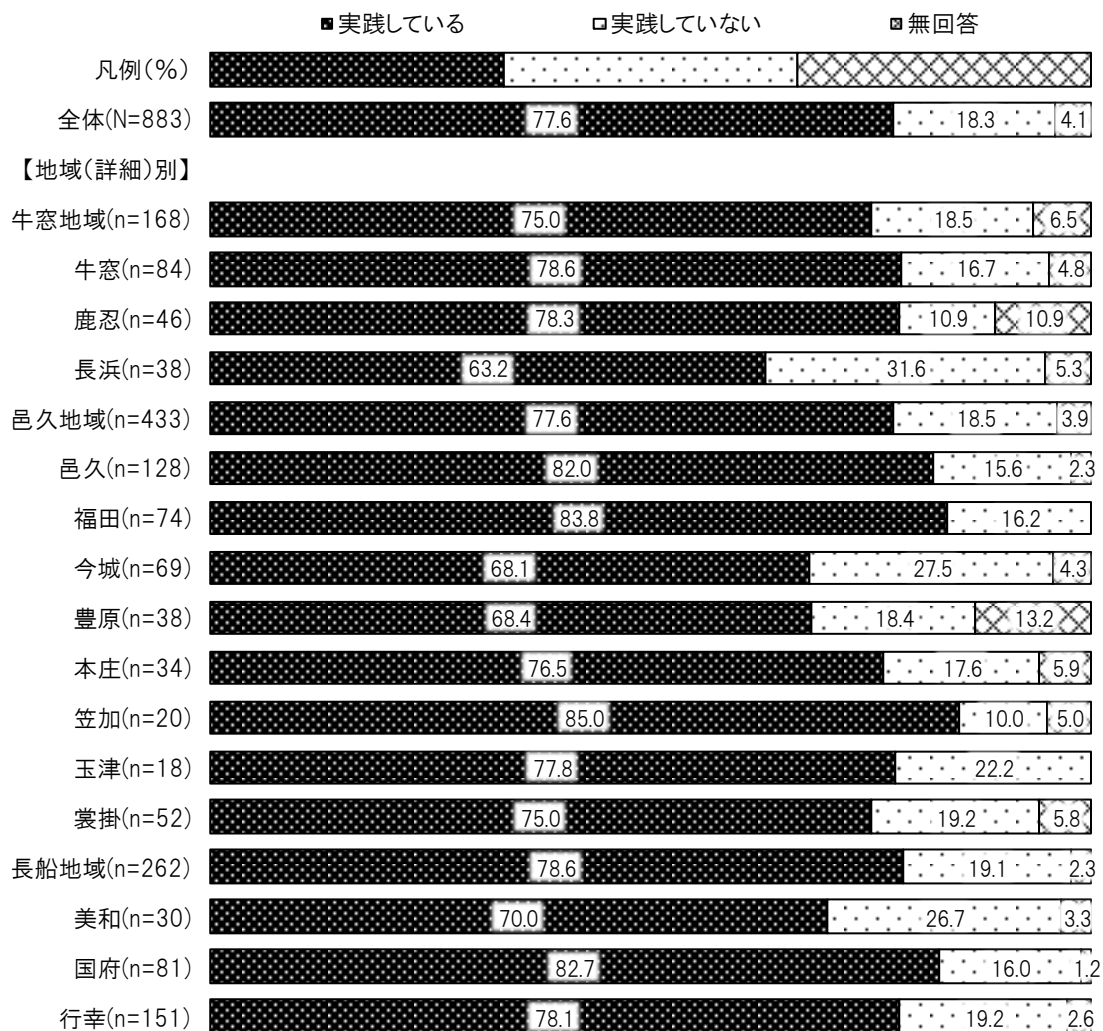 実践している 実践していない 無回答
凡例(%)
全体(N=883) 77.6 18.3 4.1
【地域(詳細)別】
牛窓地域(n=168) 75.0 18.5 6.5
牛窓(n=84) 78.6 16.7 4.8
鹿忍(n=46) 78.3 10.9 10.9
長浜(n=38) 63.2 31.6 5.3
邑久地域(n=433) 77.6 18.5 3.9
邑久(n=128) 82.0 15.6 2.3
福田(n=74) 83.8 16.2
今城(n=69) 68.1 27.5 4.3
豊原(n=38) 68.4 18.4 13.2
本庄(n=34) 76.5 17.6 5.9
笠加(n=20) 85.0 10.0 5.0
玉津(n=18) 77.8 22.2
裳掛(n=52) 75.0 19.2 5.8
長船地域(n=262) 78.6 19.1 2.3
美和(n=30) 70.0 26.7 3.3
国府(n=81) 82.7 16.0 1.2
行幸(n=151) 78.1 19.2 2.6